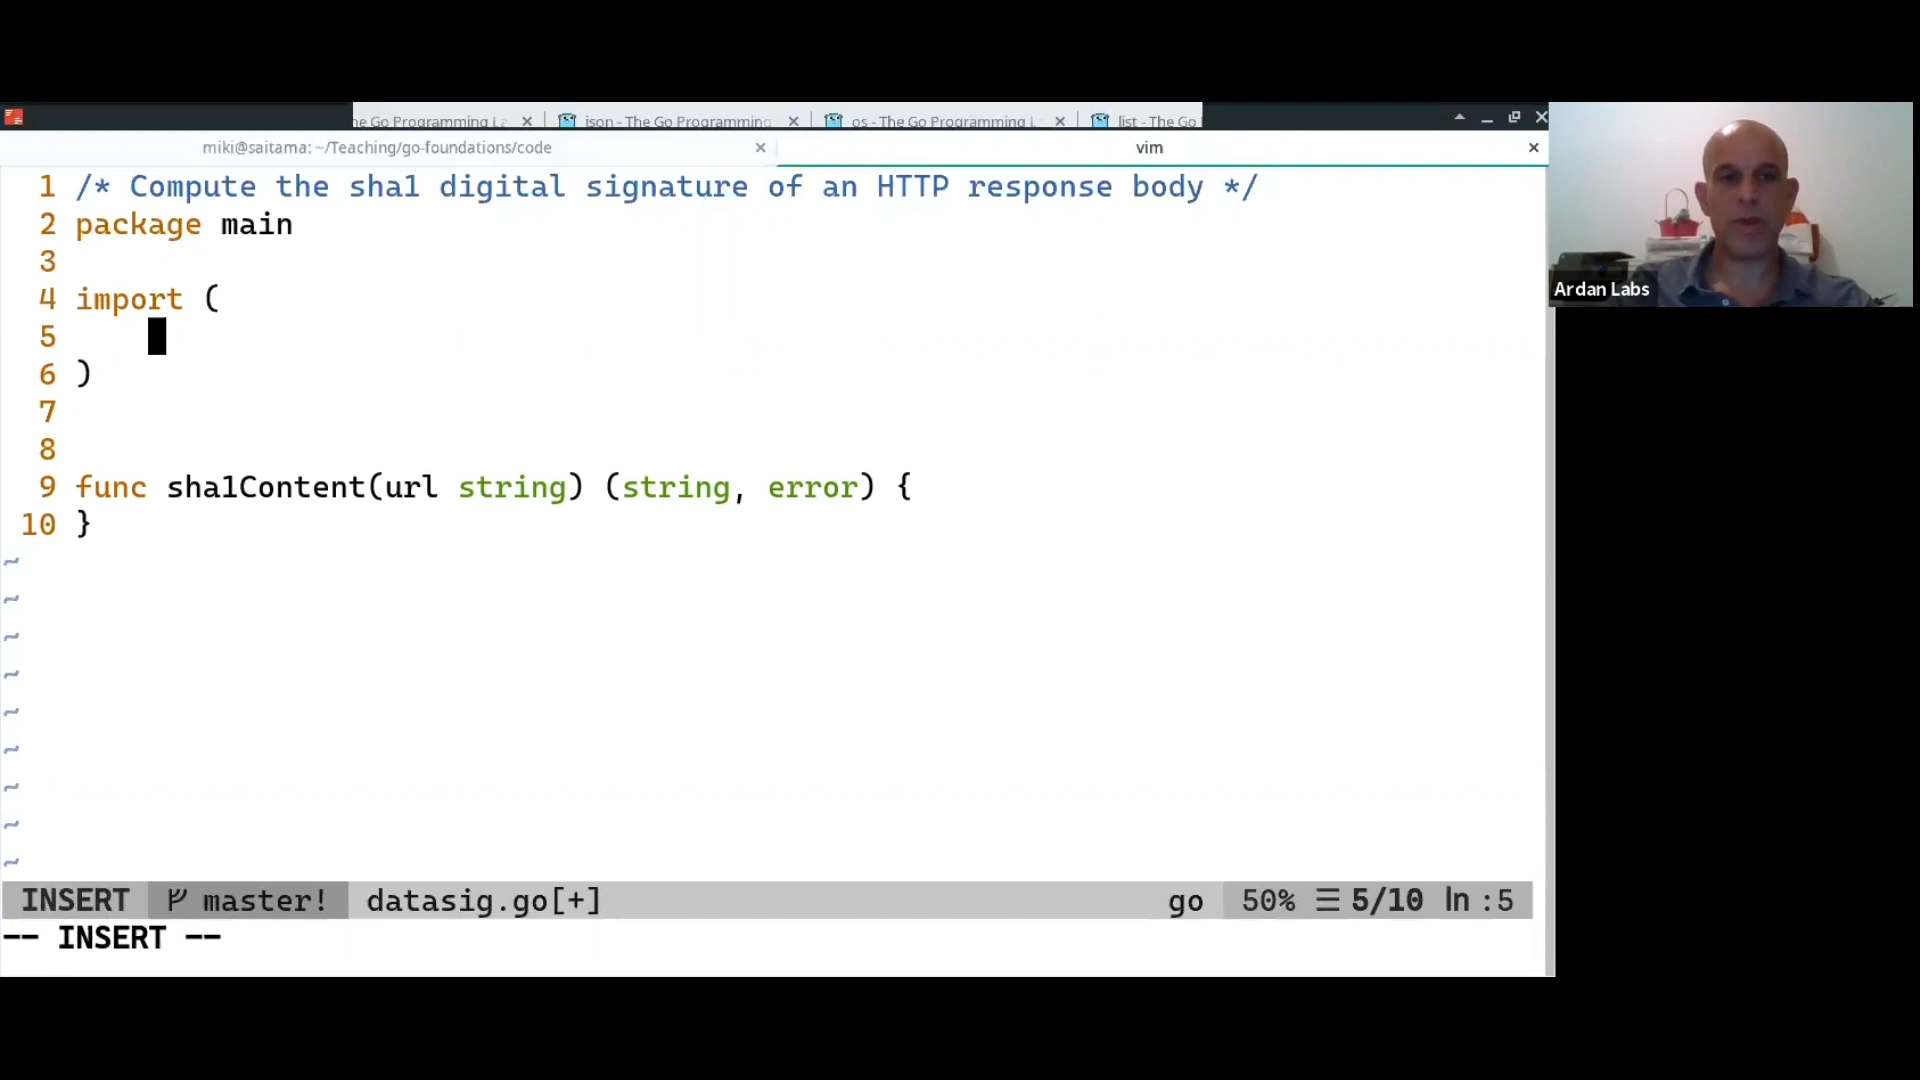 he Go Programming La
json - The Go Programming
os - The Go Programming L
list - The Go
miki@saitama: ~/Teaching/go-foundations/code
vim
1 /* Compute the sha1 digital signature of an HTTP response body */
2 package main
3
4 import (
5
6 )
7
8
9 func sha1Content(url string) (string, error) {
10 }
~
~
~
~
~
~
~
~
~
INSERT master! datasig.go[+] go 50% ☰ 5/10 ln :5
-- INSERT --
Ardan Labs